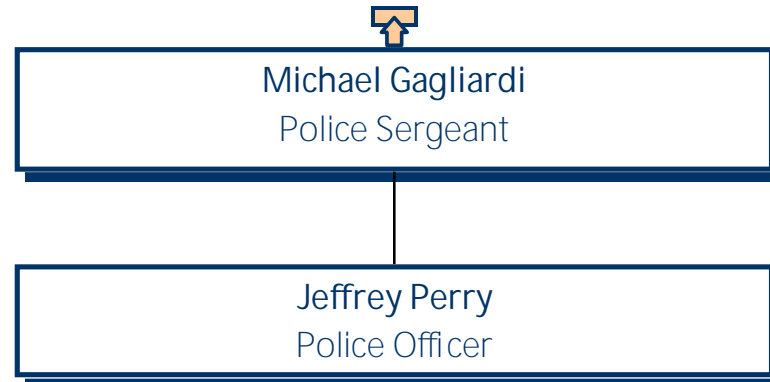 Michael Gagliardi
Police Sergeant
Jeffrey Perry
Police Officer